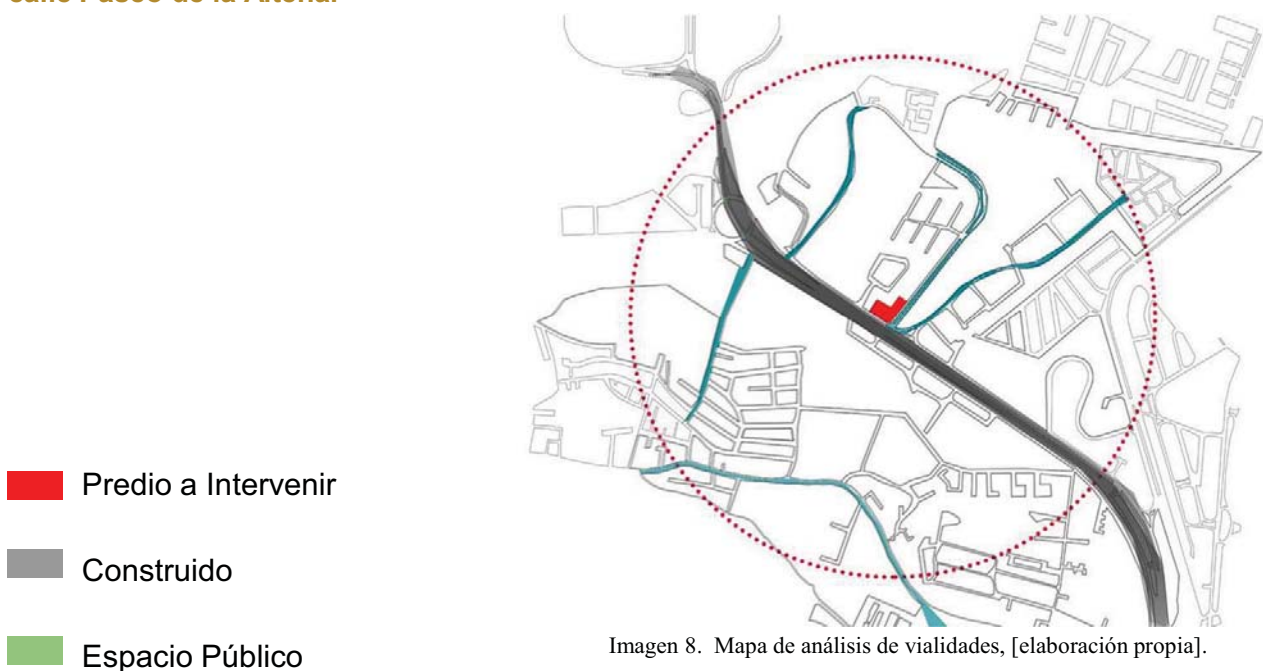 Predio a Intervenir
Construido
Espacio Público
Imagen 8. Mapa de análisis de vialidades, [elaboración propia].